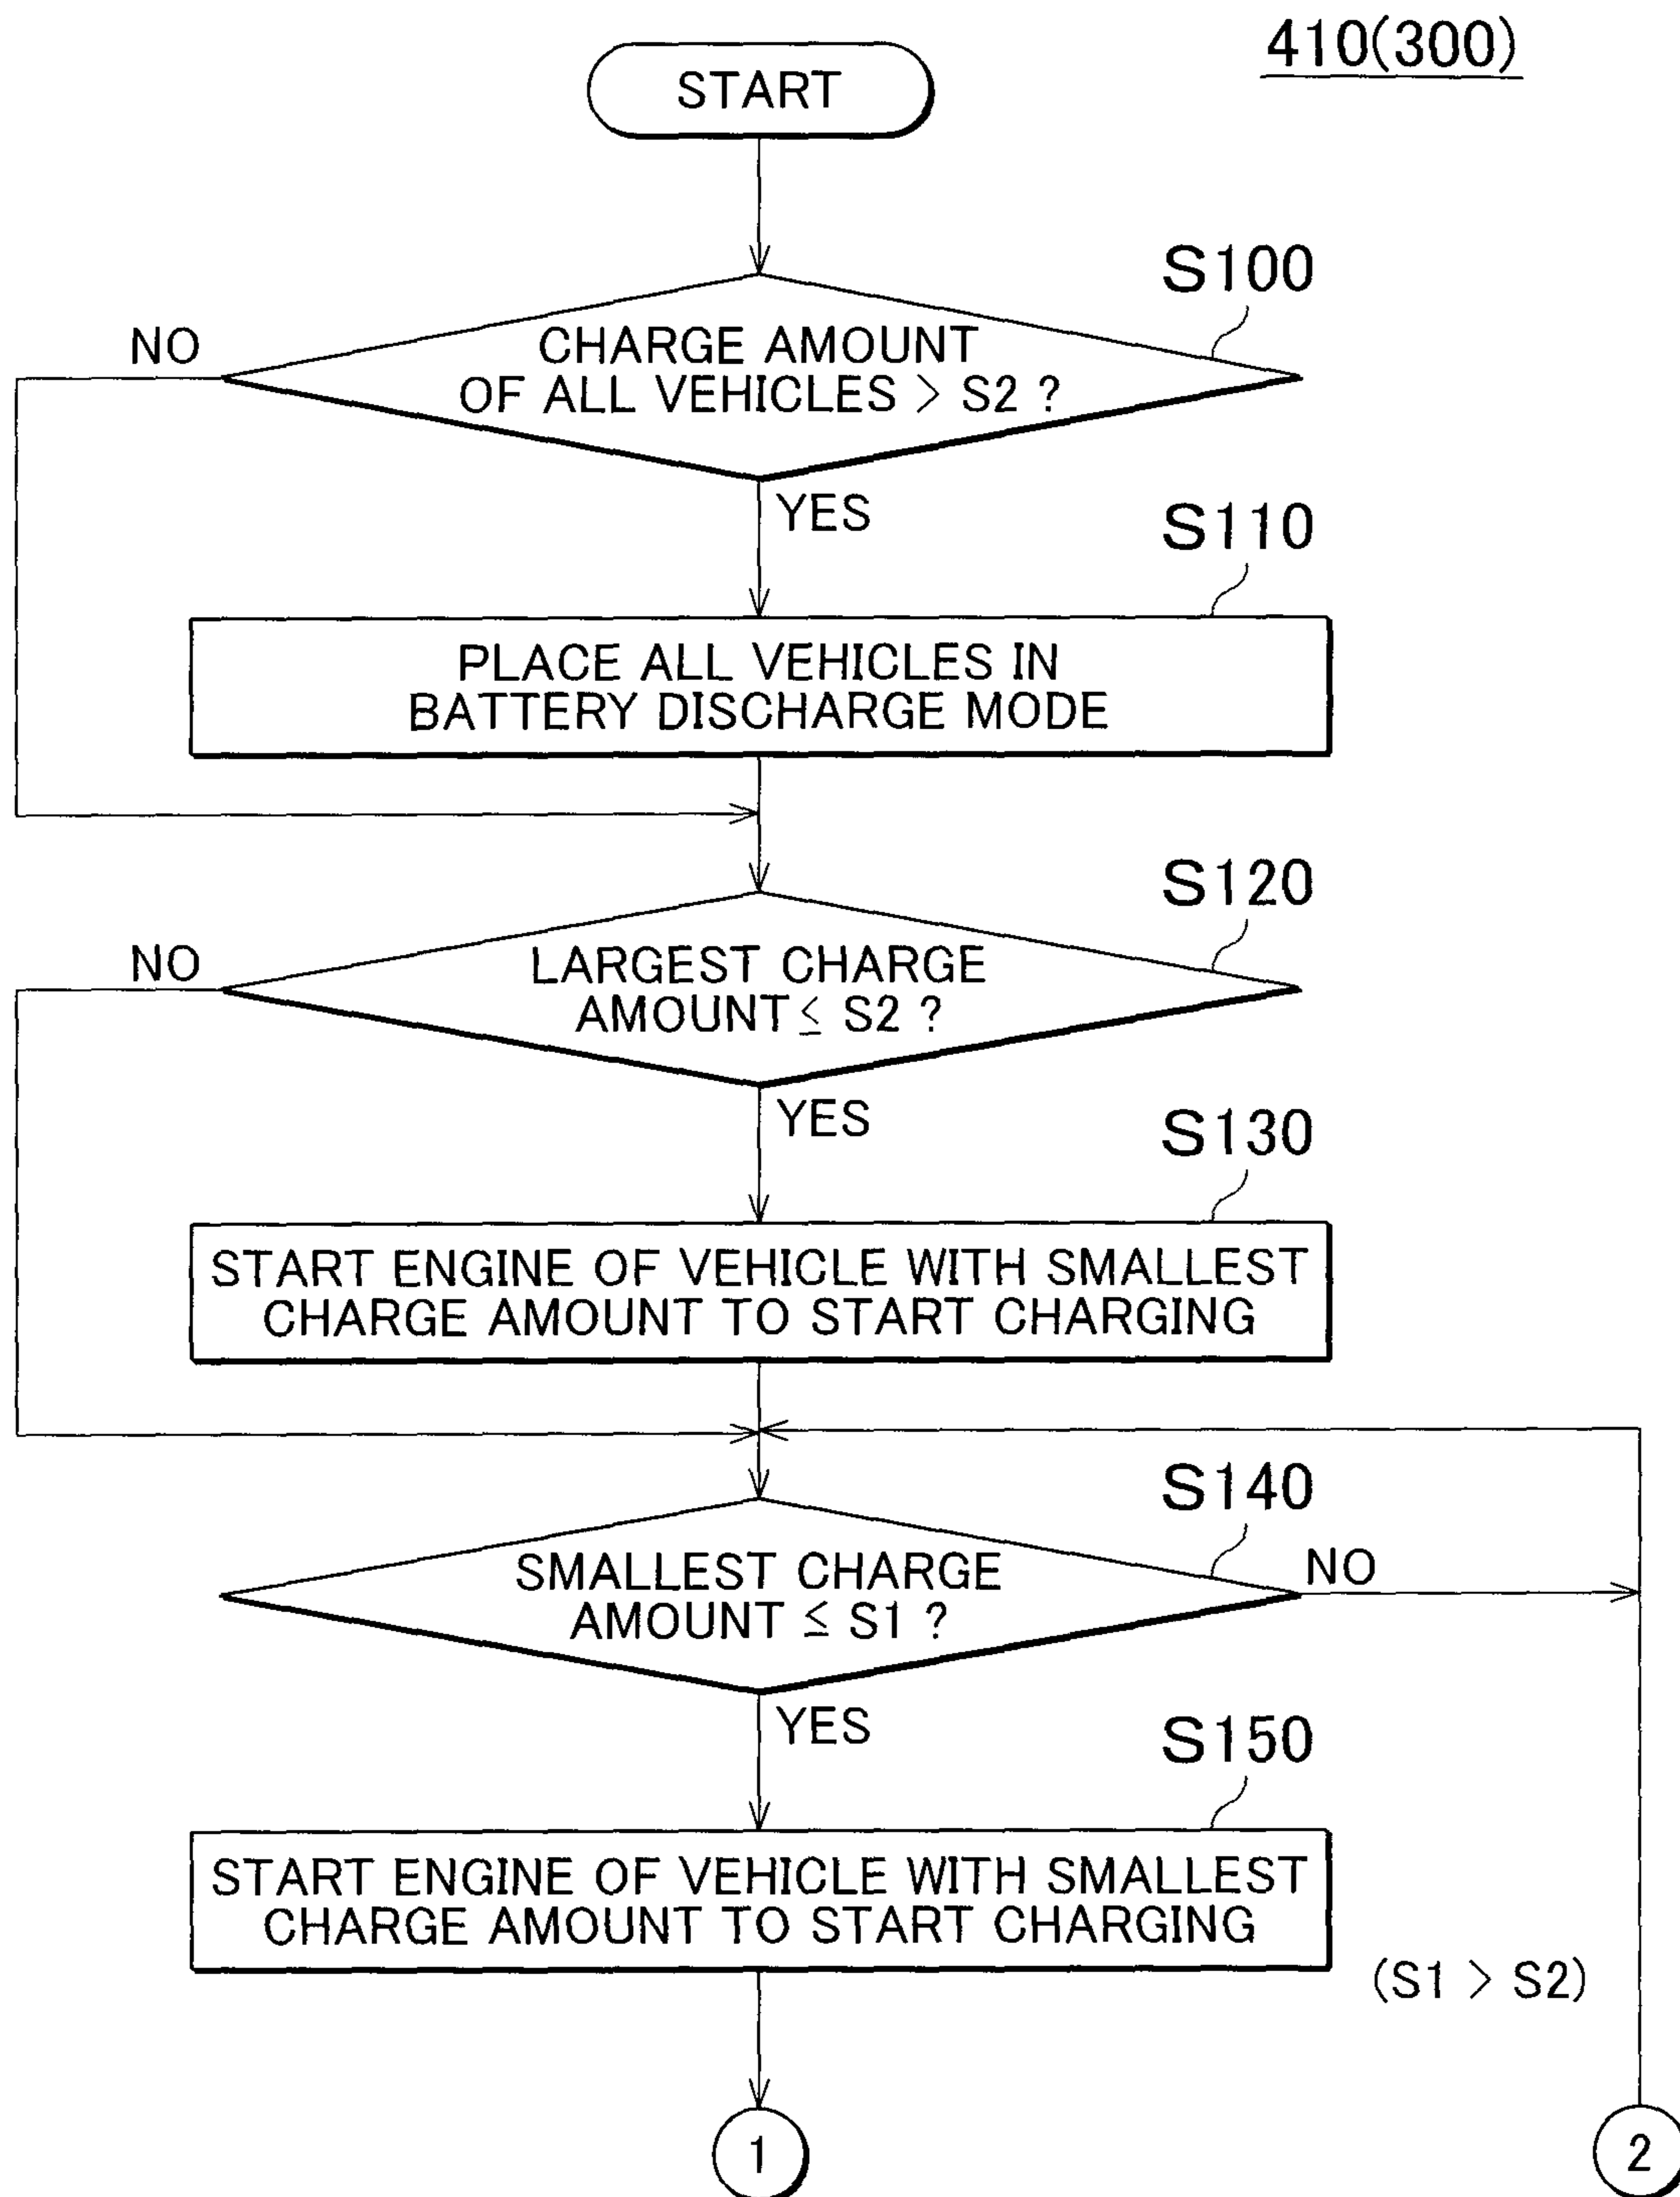 410(300)
START
S100
NO
CHARGE AMOUNT
OF ALL VEHICLES > S2 ?
YES
S110
PLACE ALL VEHICLES IN
BATTERY DISCHARGE MODE
S120
NO
LARGEST CHARGE
AMOUNT ≤ S2 ?
YES
S130
START ENGINE OF VEHICLE WITH SMALLEST
CHARGE AMOUNT TO START CHARGING
S140
SMALLEST CHARGE
AMOUNT ≤ S1 ?
NO
YES
S150
START ENGINE OF VEHICLE WITH SMALLEST
CHARGE AMOUNT TO START CHARGING
(S1 > S2)
1
2